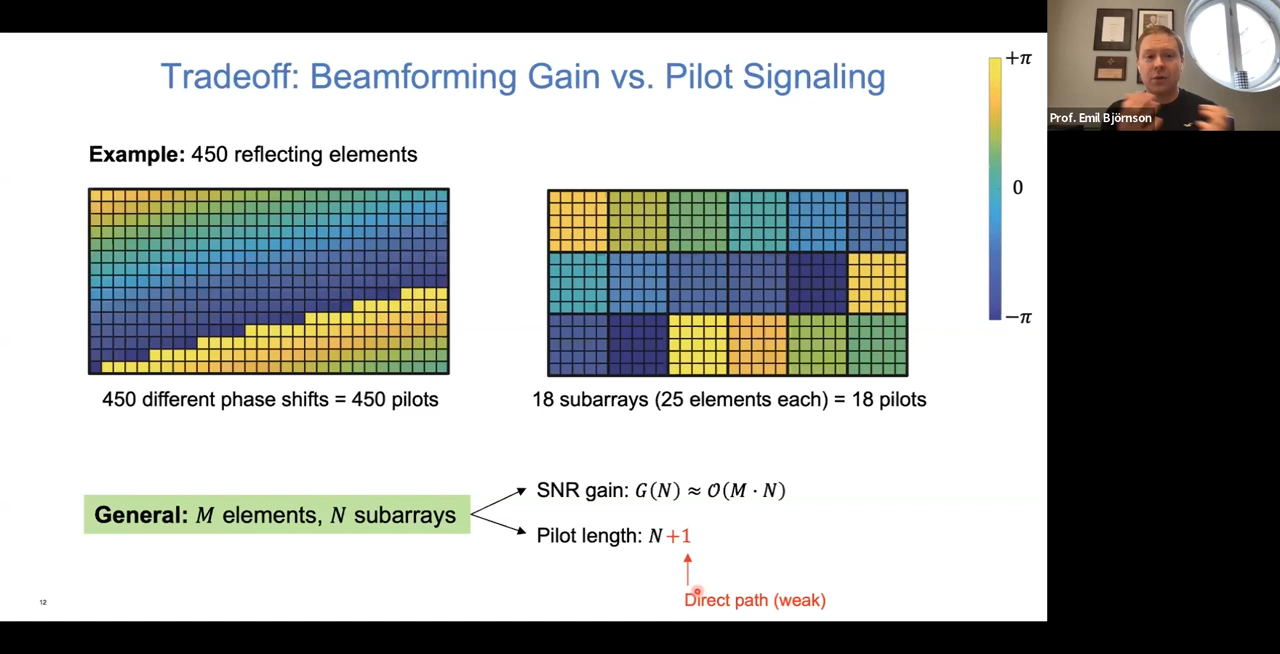 Tradeoff: Beamforming Gain vs. Pilot Signaling
+π
Prof. Emil Björnson
Example: 450 reflecting elements
0
−π
450 different phase shifts = 450 pilots
18 subarrays (25 elements each) = 18 pilots
SNR gain: G(N) ≈ 𝒪(M · N)
General: M elements, N subarrays
Pilot length: N +1
Direct path (weak)
12